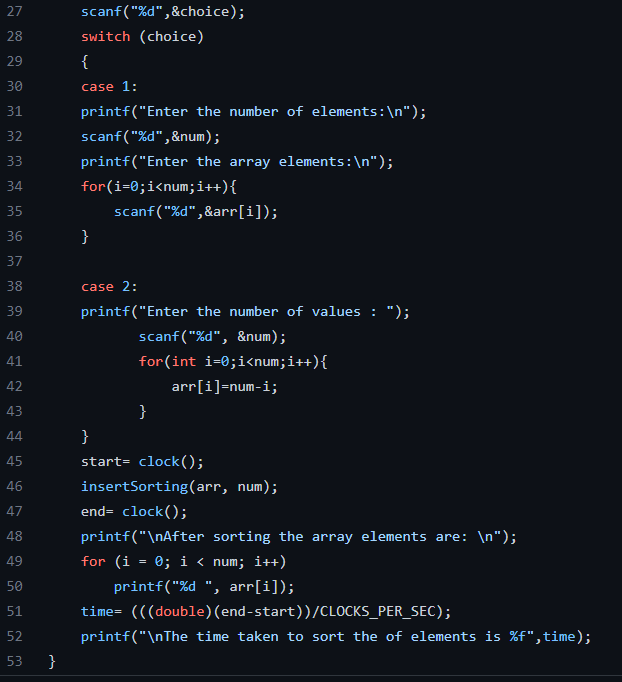 27 scanf("%d",&choice);
28 switch (choice)
29 {
30 case 1:
31 printf("Enter the number of elements:\n");
32 scanf("%d",&num);
33 printf("Enter the array elements:\n");
34 for(i=0;i<num;i++){
35 scanf("%d",&arr[i]);
36 }
37
38 case 2:
39 printf("Enter the number of values : ");
40 scanf("%d", &num);
41 for(int i=0;i<num;i++){
42 arr[i]=num-i;
43 }
44 }
45 start= clock();
46 insertSorting(arr, num);
47 end= clock();
48 printf("\nAfter sorting the array elements are: \n");
49 for (i = 0; i < num; i++)
50 printf("%d ", arr[i]);
51 time= (((double)(end-start))/CLOCKS_PER_SEC);
52 printf("\nThe time taken to sort the of elements is %f",time);
53 }